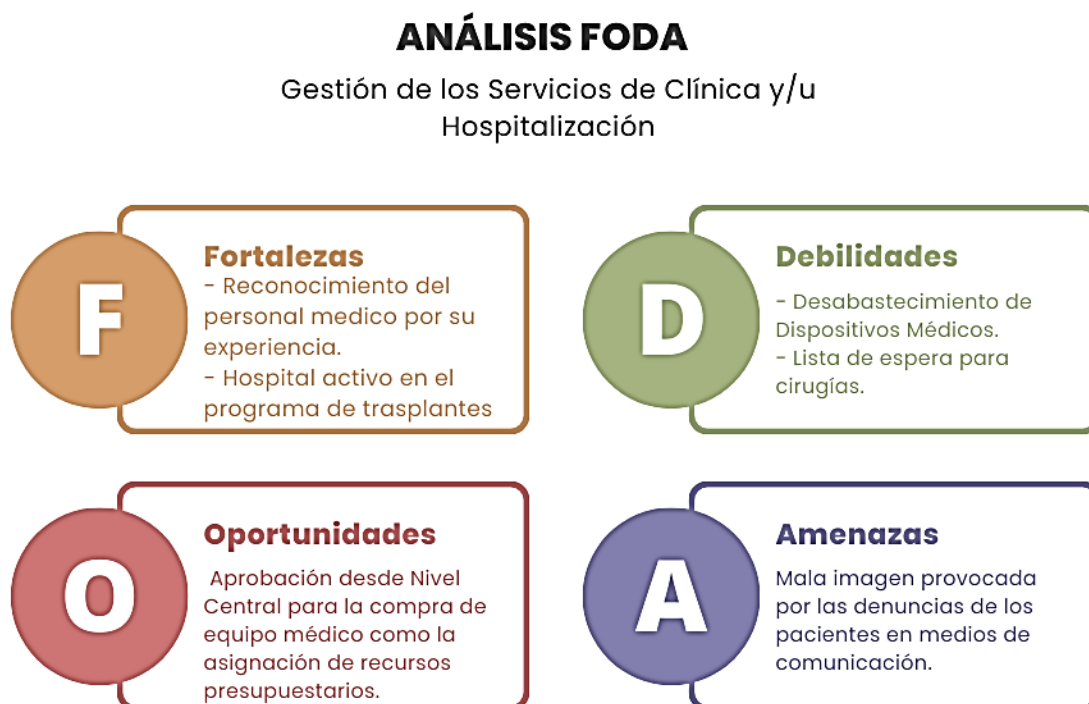 ANÁLISIS FODA
Gestión de los Servicios de Clínica y/u
Hospitalización
F
Fortalezas
- Reconocimiento del
personal medico por su
experiencia.
- Hospital activo en el
programa de trasplantes
D
Debilidades
- Desabastecimiento de
Dispositivos Médicos.
- Lista de espera para
cirugías.
O
Oportunidades
Aprobación desde Nivel
Central para la compra de
equipo médico como la
asignación de recursos
presupuestarios.
A
Amenazas
Mala imagen provocada
por las denuncias de los
pacientes en medios de
comunicación.